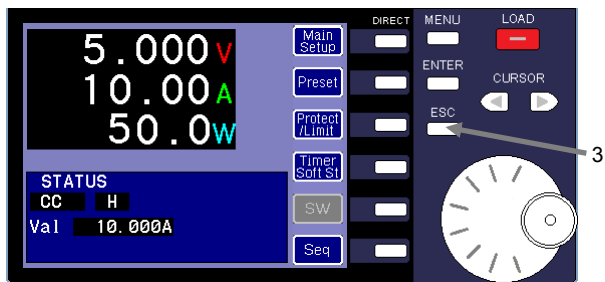 DIRECT MENU LOAD
5.000V
10.00A
50.0W
Main
Setup
Preset
Protect
/Limit
Timer
Soft St
SW
Seq
ENTER
CURSOR
ESC
3
STATUS
CC H
Val 10.000A